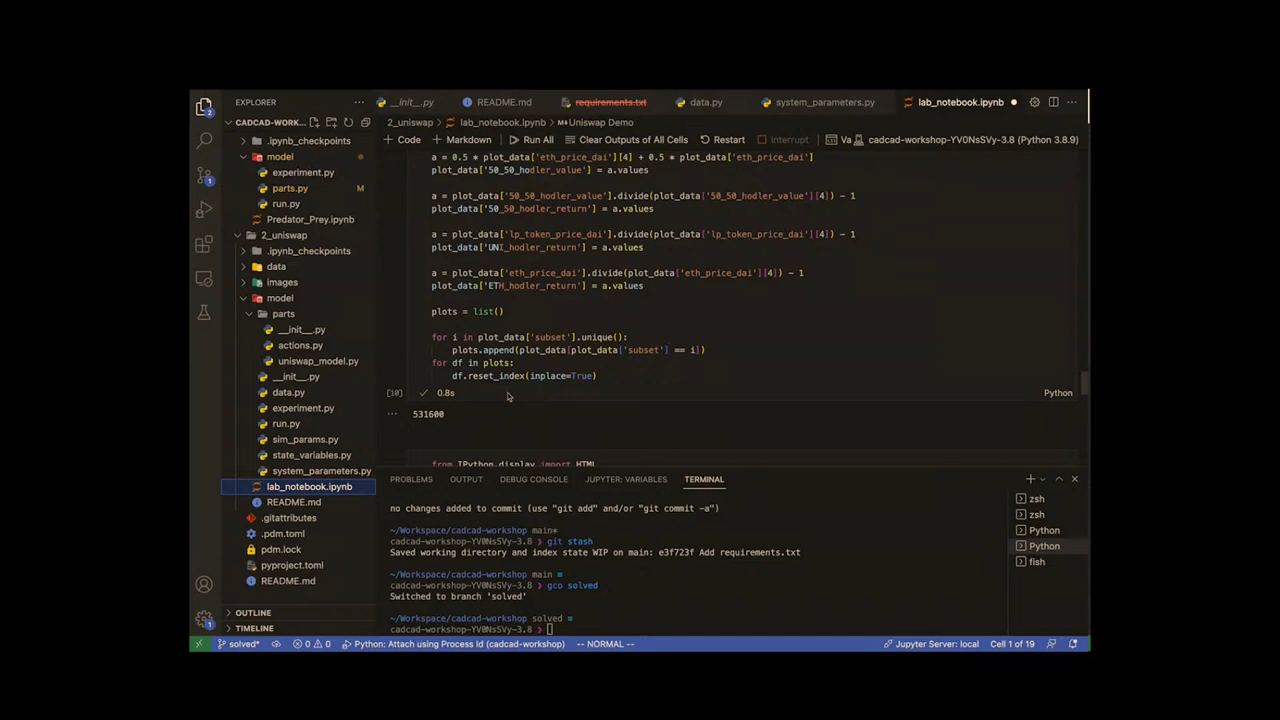 EXPLORER
__init__.py
README.md
requirements.txt
data.py
system_parameters.py
lab_notebook.ipynb
CADCAD-WORK...
2_uniswap > lab_notebook.ipynb > M↓Uniswap Demo
+ Code + Markdown Run All Clear Outputs of All Cells Restart Interrupt Va cadcad-workshop-YV0NsSVy-3.8 (Python 3.8.9)
.ipynb_checkpoints
model
experiment.py
parts.py M
run.py
Predator_Prey.ipynb
2_uniswap
.ipynb_checkpoints
data
images
model
parts
__init__.py
actions.py
uniswap_model.py
__init__.py
data.py
experiment.py
run.py
sim_params.py
state_variables.py
system_parameters.py
lab_notebook.ipynb
README.md
.gitattributes
.pdm.toml
pdm.lock
pyproject.toml
README.md
OUTLINE
TIMELINE
a = 0.5 * plot_data['eth_price_dai'][4] + 0.5 * plot_data['eth_price_dai']
plot_data['50_50_hodler_value'] = a.values
a = plot_data['50_50_hodler_value'].divide(plot_data['50_50_hodler_value'][4]) - 1
plot_data['50_50_hodler_return'] = a.values
a = plot_data['lp_token_price_dai'].divide(plot_data['lp_token_price_dai'][4]) - 1
plot_data['UNI_hodler_return'] = a.values
a = plot_data['eth_price_dai'].divide(plot_data['eth_price_dai'][4]) - 1
plot_data['ETH_hodler_return'] = a.values
plots = list()
for i in plot_data['subset'].unique():
plots.append(plot_data[plot_data['subset'] == i])
for df in plots:
df.reset_index(inplace=True)
[10] ✓ 0.8s Python
... 531600
from IPython.display import HTML
PROBLEMS OUTPUT DEBUG CONSOLE JUPYTER: VARIABLES TERMINAL
no changes added to commit (use "git add" and/or "git commit -a")
~/Workspace/cadcad-workshop main*
cadcad-workshop-YV0NsSVy-3.8 ❯ git stash
Saved working directory and index state WIP on main: e3f723f Add requirements.txt
~/Workspace/cadcad-workshop main ≡
cadcad-workshop-YV0NsSVy-3.8 ❯ gco solved
Switched to branch 'solved'
~/Workspace/cadcad-workshop solved ≡
cadcad-workshop-YV0NsSVy-3.8 ❯
zsh
zsh
Python
Python
fish
solved* 0 0 Python: Attach using Process Id (cadcad-workshop) -- NORMAL -- Jupyter Server: local Cell 1 of 19